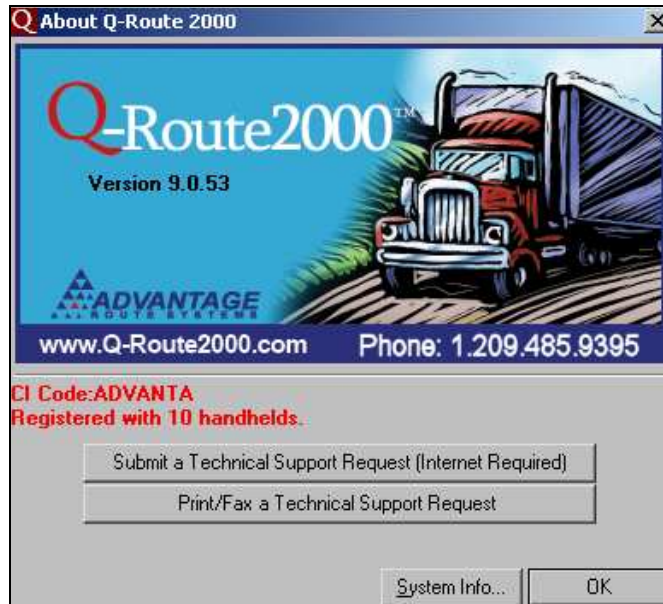 Q About Q-Route 2000
Q-Route2000™
Version 9.0.53
ADVANTAGE
ROUTE SYSTEMS
www.Q-Route2000.com Phone: 1.209.485.9395
CI Code:ADVANTA
Registered with 10 handhelds.
Submit a Technical Support Request (Internet Required)
Print/Fax a Technical Support Request
System Info... OK